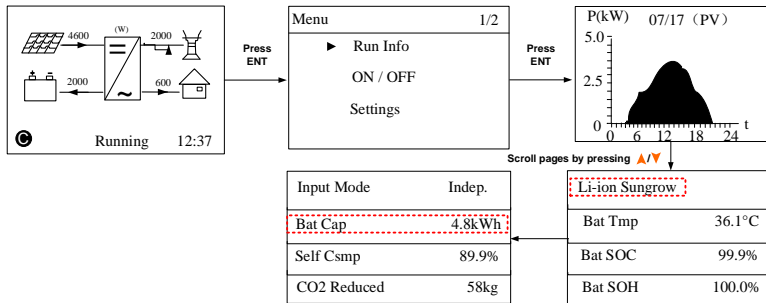 (W)
4600
2000
2000
600
C Running 12:37
Press
ENT
Menu 1/2
► Run Info
ON / OFF
Settings
Press
ENT
P(kW) 07/17（PV）
5.0
2.5
0
0 6 12 18 24 t
Scroll pages by pressing ▲/▼
Input Mode Indep.
Bat Cap 4.8kWh
Self Csmp 89.9%
CO2 Reduced 58kg
Li-ion Sungrow
Bat Tmp 36.1°C
Bat SOC 99.9%
Bat SOH 100.0%